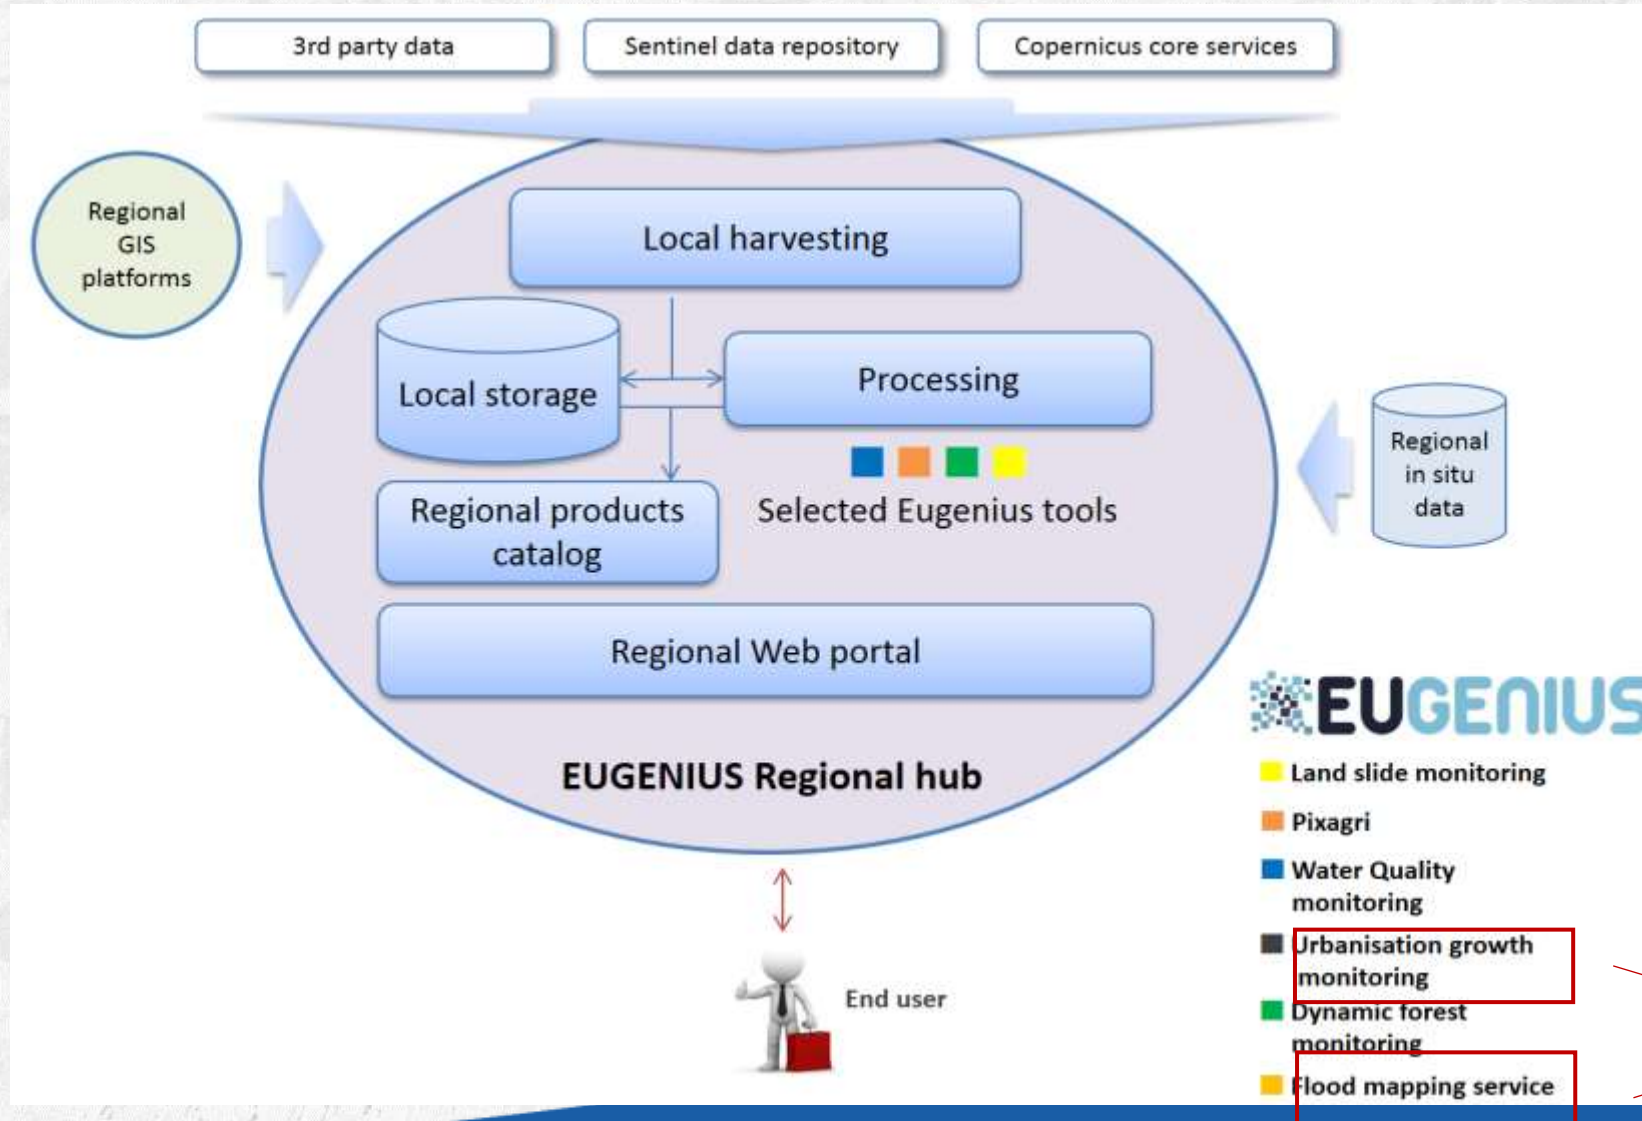 3rd party data
Sentinel data repository
Copernicus core services
Regional
GIS
platforms
Local harvesting
Local storage
Processing
Regional
in situ
data
Selected Eugenius tools
Regional products
catalog
Regional Web portal
EUGENIUS Regional hub
End user
EUGENIUS
Land slide monitoring
Pixagri
Water Quality
monitoring
Urbanisation growth
monitoring
Dynamic forest
monitoring
Flood mapping service